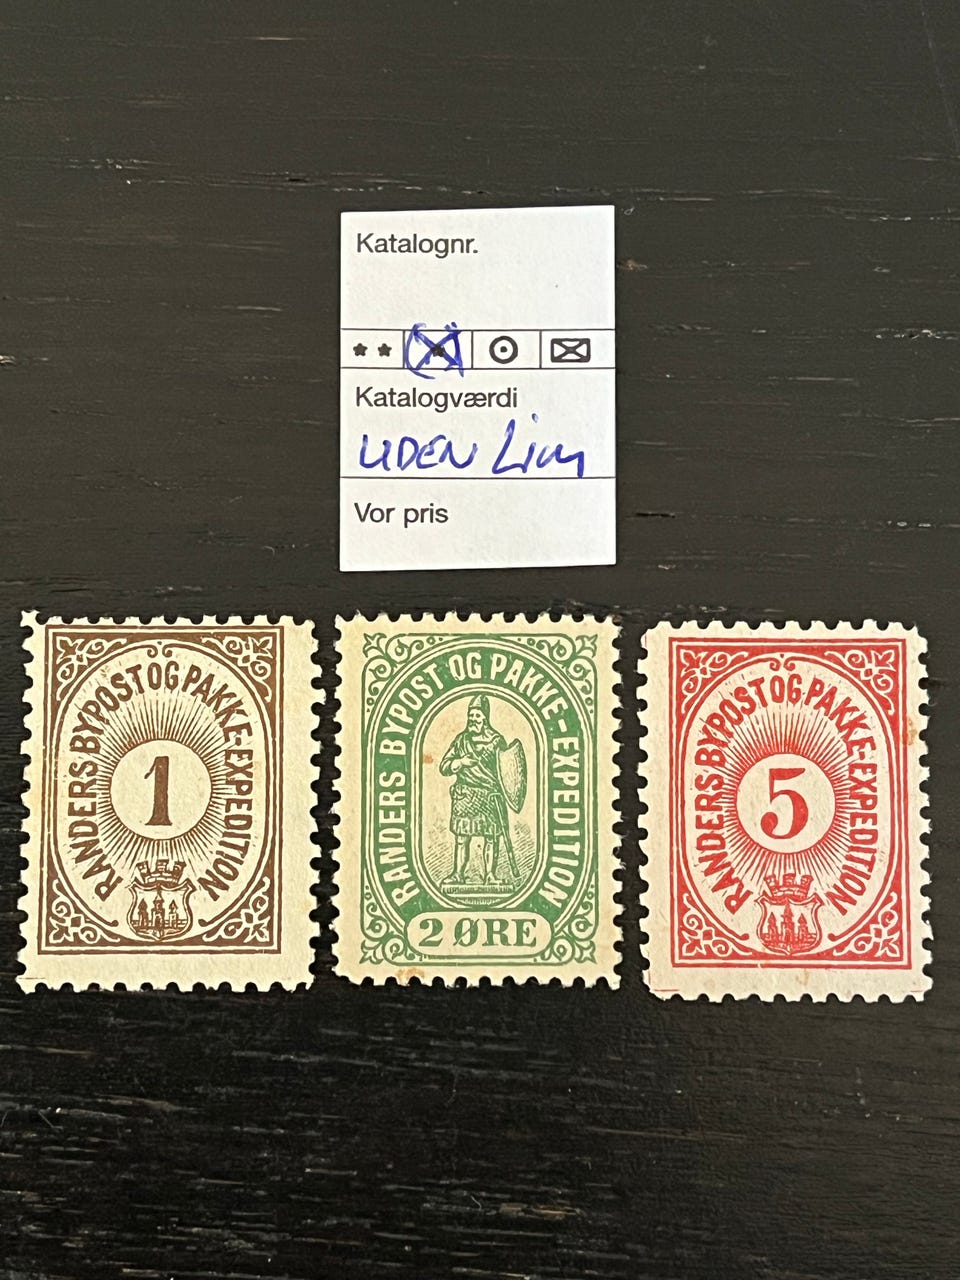 Katalognr.
Katalogværdi
UDEN Lim
Vor pris
RANDERS BYPOST OG PAKKE-EXPEDITION
1
RANDERS BYPOST OG PAKKE-EXPEDITION
2 ØRE
RANDERS BYPOST OG PAKKE-EXPEDITION
5